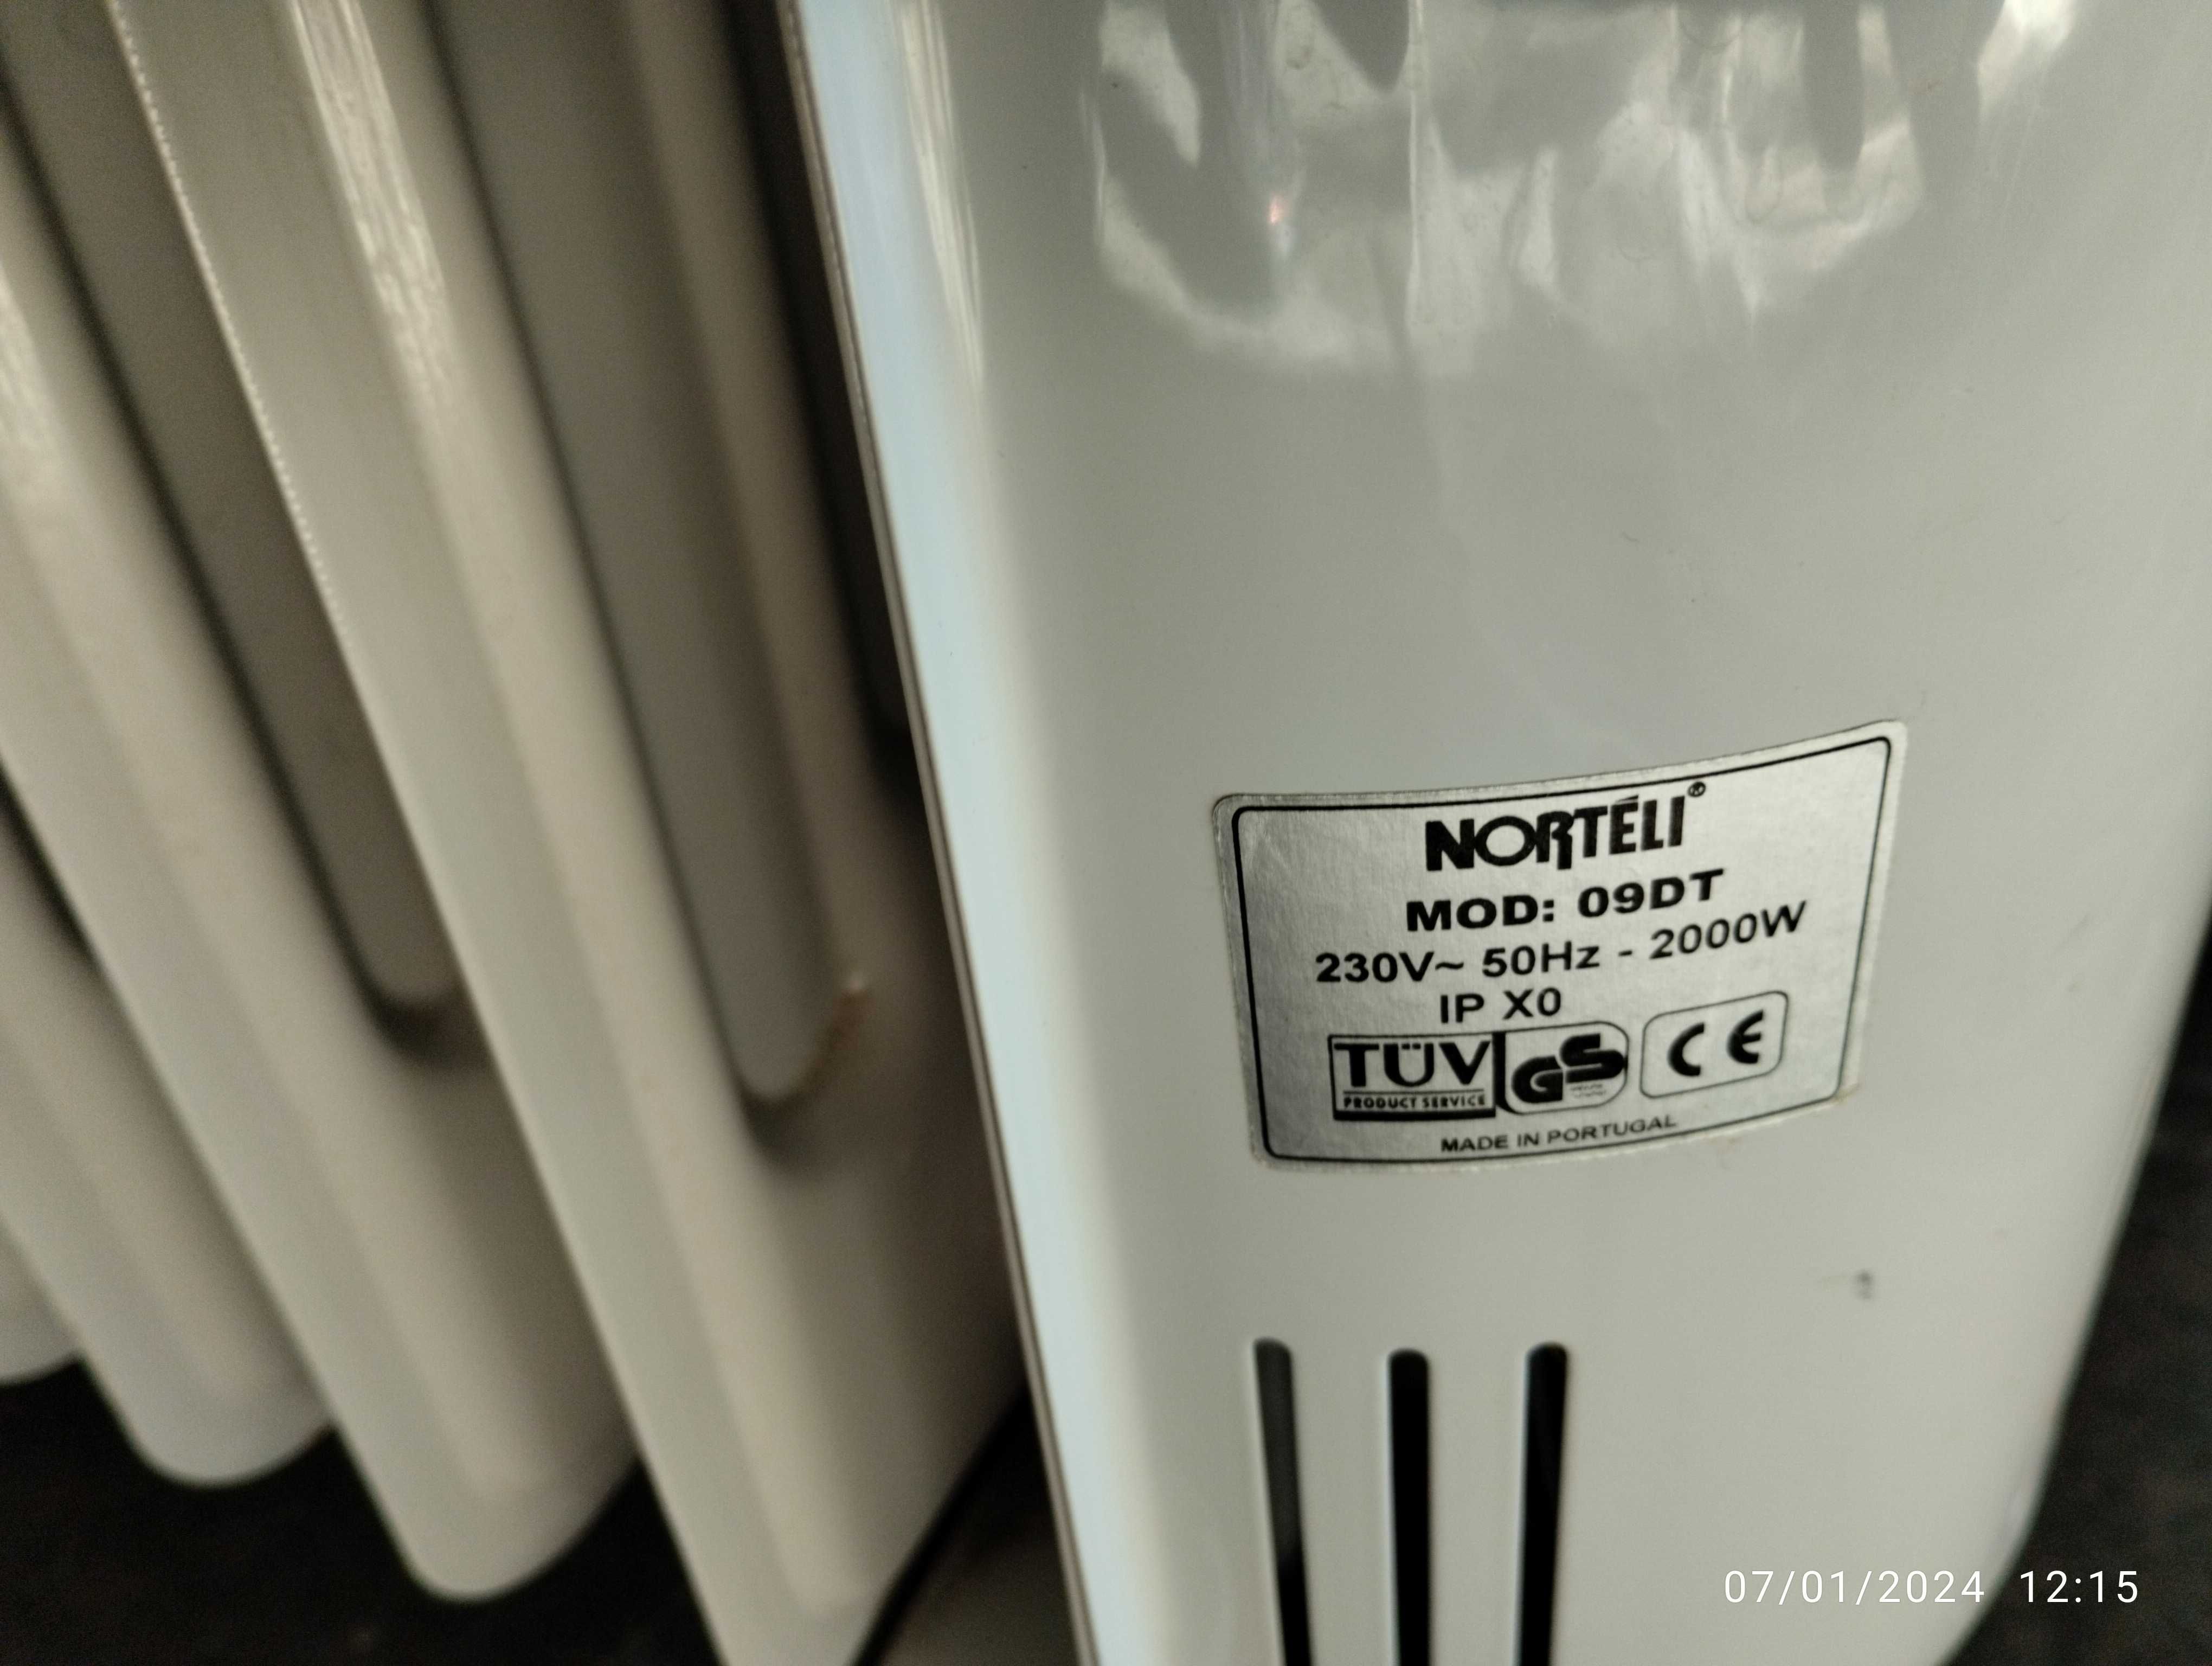 NORTÉLI®
MOD: 09DT
230V~ 50Hz - 2000W
IP X0
TÜV GS CE
PRODUCT SERVICE
MADE IN PORTUGAL
07/01/2024 12:15